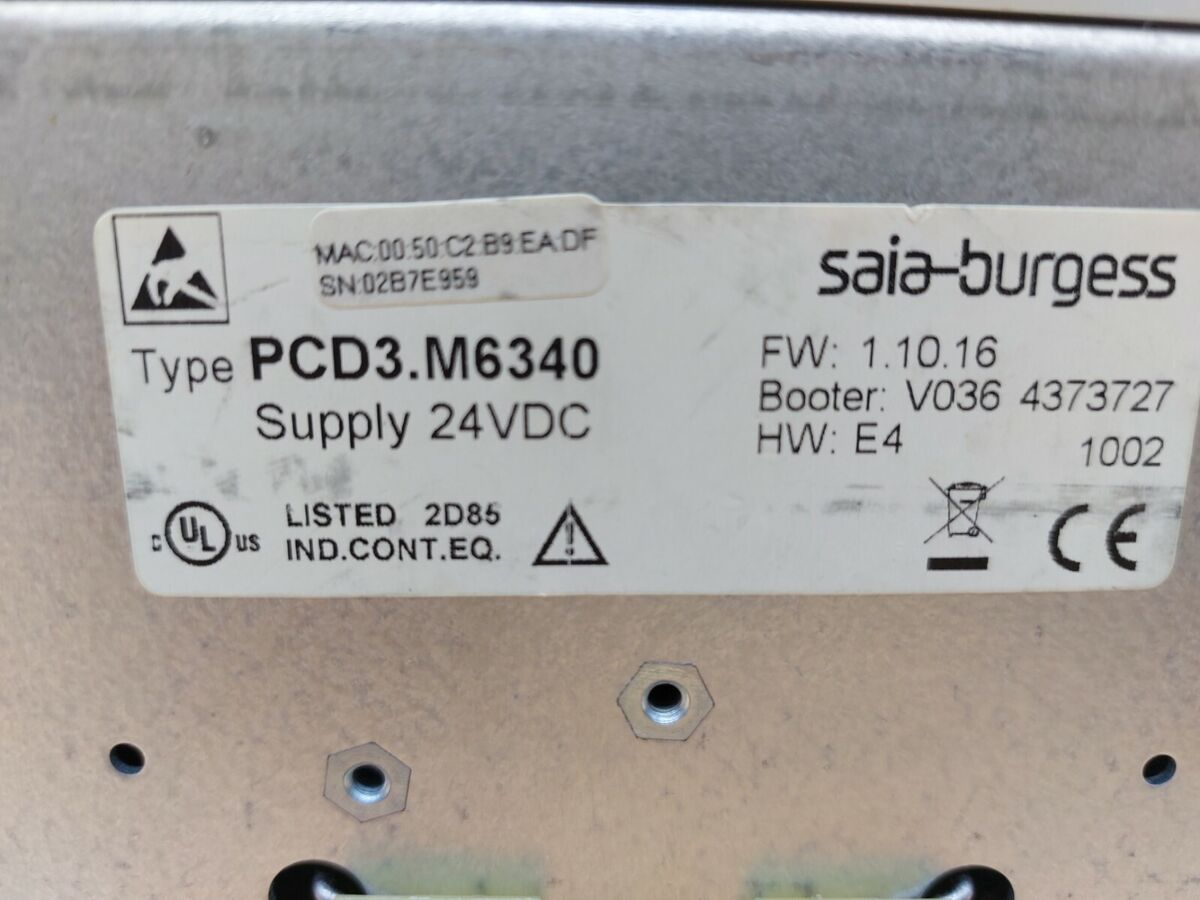 MAC:00:50:C2:B9:EA:DF
SN:02B7E959
saia-burgess
Type PCD3.M6340
Supply 24VDC
FW: 1.10.16
Booter: V036 4373727
HW: E4 1002
C UL US LISTED 2D85
IND.CONT.EQ.
CE